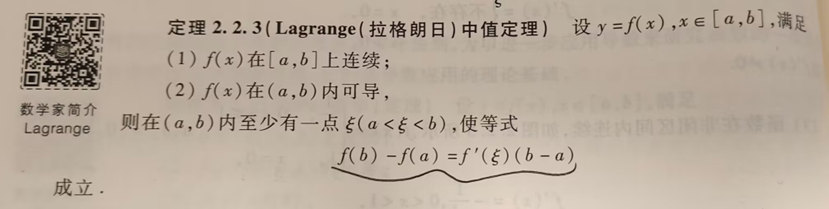 ξ
定理 2.2.3(Lagrange(拉格朗日)中值定理) 设 y=f(x),x∈[a,b],满足
(1) f(x)在[a,b]上连续;
(2) f(x)在(a,b)内可导,
数学家简介
Lagrange
则在(a,b)内至少有一点 ξ(a<ξ<b),使等式
f(b)-f(a)=f'(ξ)(b-a)
成立.